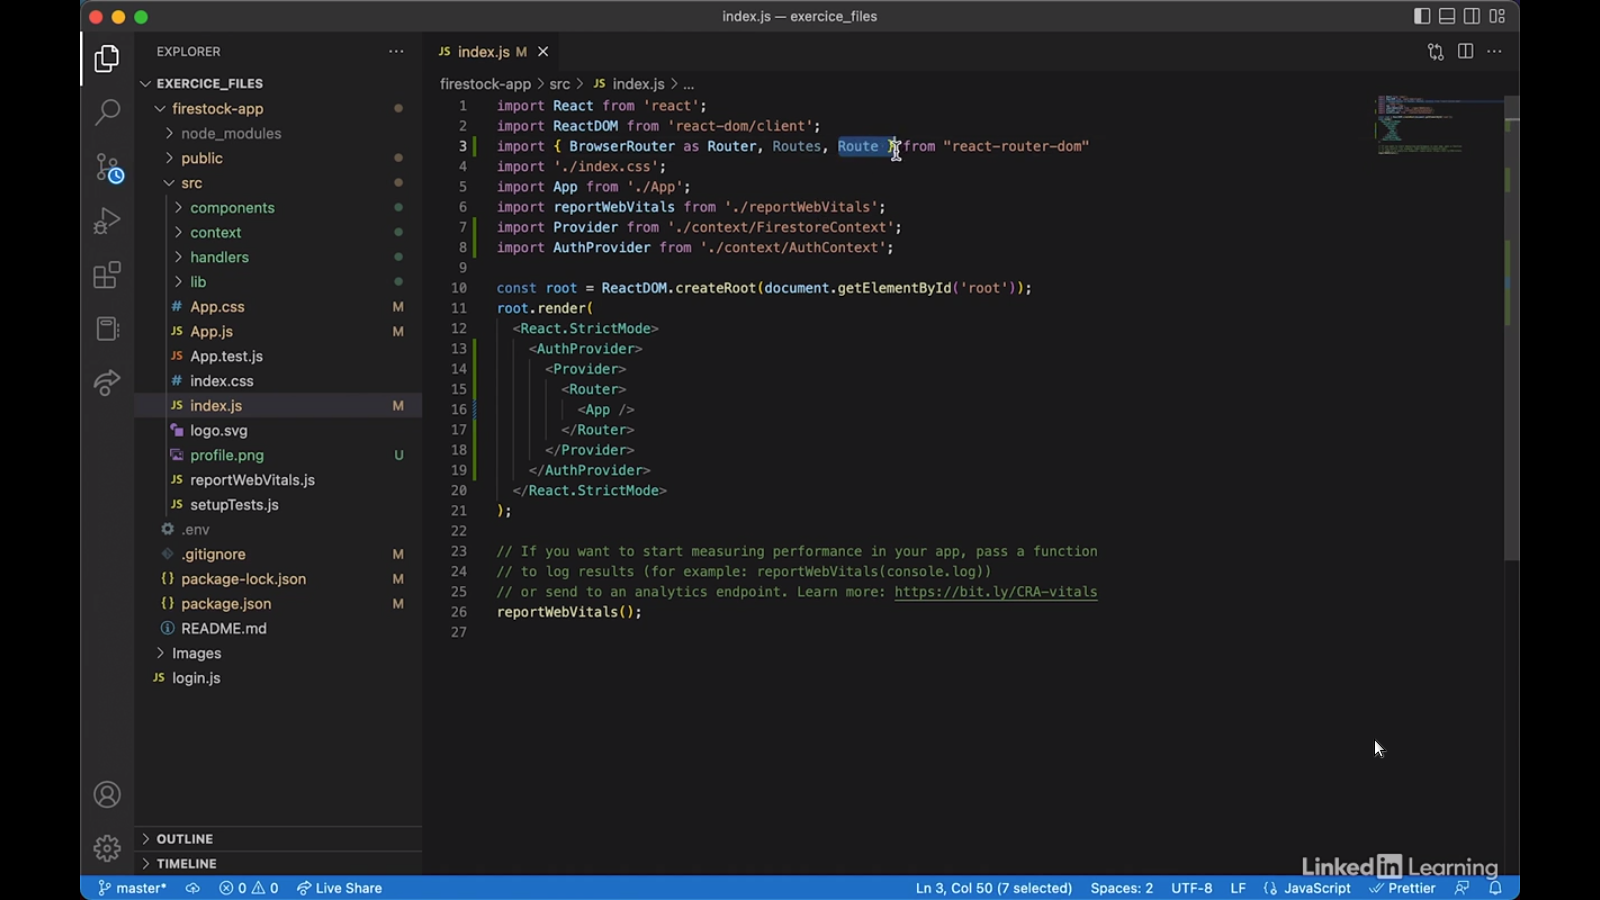 index.js — exercice_files
EXPLORER
JS index.js M
EXERCICE_FILES
firestock-app > src > JS index.js > ...
firestock-app
node_modules
public
src
components
context
handlers
lib
# App.css M
JS App.js M
JS App.test.js
# index.css
JS index.js M
logo.svg
profile.png U
JS reportWebVitals.js
JS setupTests.js
.env
.gitignore M
{} package-lock.json M
{} package.json M
README.md
Images
JS login.js
OUTLINE
TIMELINE
1 import React from 'react';
2 import ReactDOM from 'react-dom/client';
3 import { BrowserRouter as Router, Routes, Route } from "react-router-dom"
4 import './index.css';
5 import App from './App';
6 import reportWebVitals from './reportWebVitals';
7 import Provider from './context/FirestoreContext';
8 import AuthProvider from './context/AuthContext';
9
10 const root = ReactDOM.createRoot(document.getElementById('root'));
11 root.render(
12 <React.StrictMode>
13 <AuthProvider>
14 <Provider>
15 <Router>
16 <App />
17 </Router>
18 </Provider>
19 </AuthProvider>
20 </React.StrictMode>
21 );
22
23 // If you want to start measuring performance in your app, pass a function
24 // to log results (for example: reportWebVitals(console.log))
25 // or send to an analytics endpoint. Learn more: https://bit.ly/CRA-vitals
26 reportWebVitals();
27
LinkedIn Learning
master* 0 0 Live Share Ln 3, Col 50 (7 selected) Spaces: 2 UTF-8 LF {} JavaScript Prettier